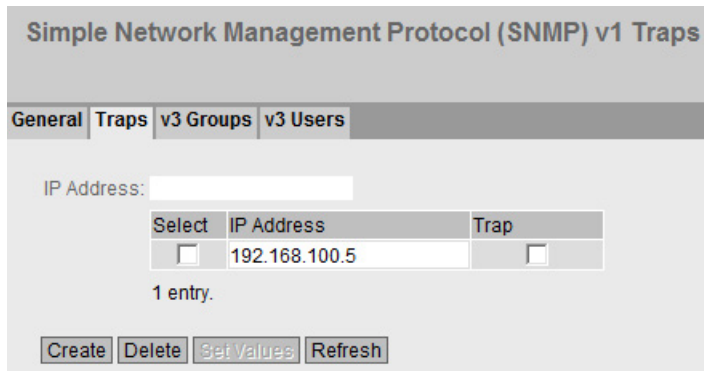 Simple Network Management Protocol (SNMP) v1 Traps
General Traps v3 Groups v3 Users
IP Address:
Select IP Address Trap
192.168.100.5
1 entry.
Create Delete Set Values Refresh